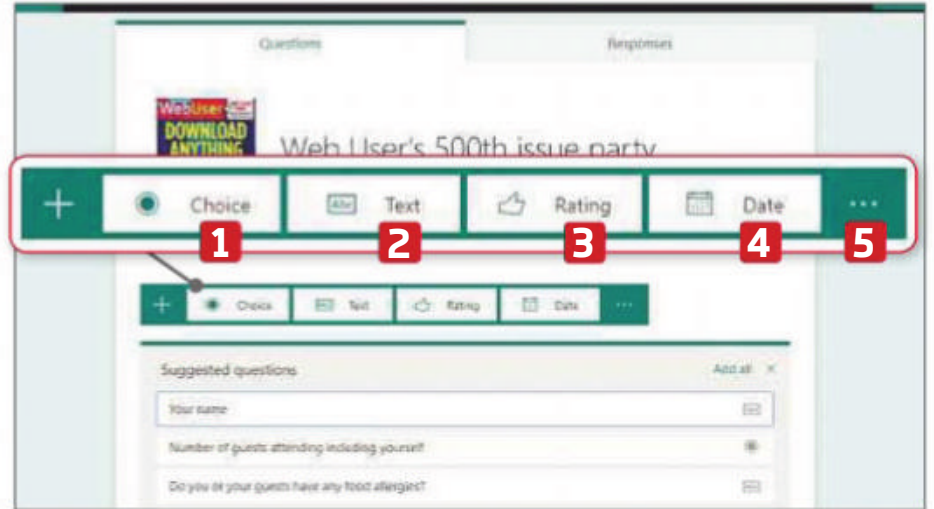 Questions Responses
WebUser
DOWNLOAD
ANYTHING
Web User's 500th issue party
+ Choice Text Rating Date ...
1 2 3 4 5
+ Choice Text Rating Date ...
Suggested questions Add all ×
Your name
Number of guests attending including yourself
Do you or your guests have any food allergies?